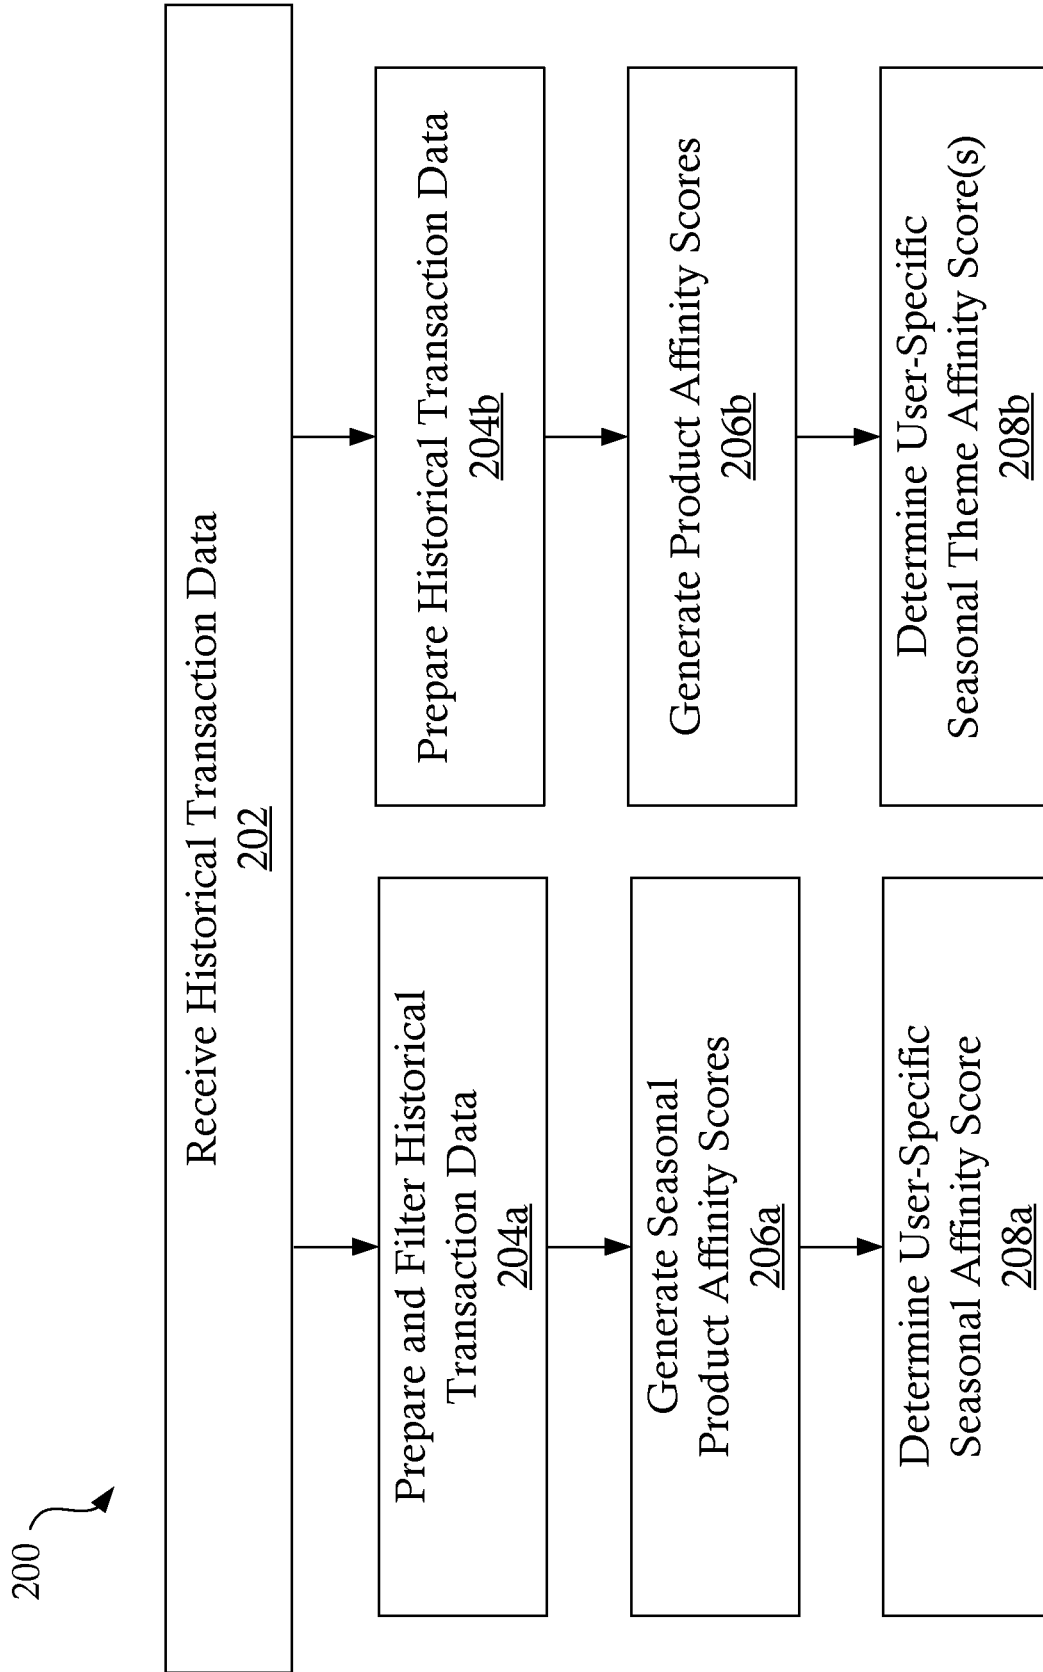 200
Receive Historical Transaction Data
202
Prepare and Filter Historical
Transaction Data
204a
Generate Seasonal
Product Affinity Scores
206a
Determine User-Specific
Seasonal Affinity Score
208a
Prepare Historical Transaction Data
204b
Generate Product Affinity Scores
206b
Determine User-Specific
Seasonal Theme Affinity Score(s)
208b